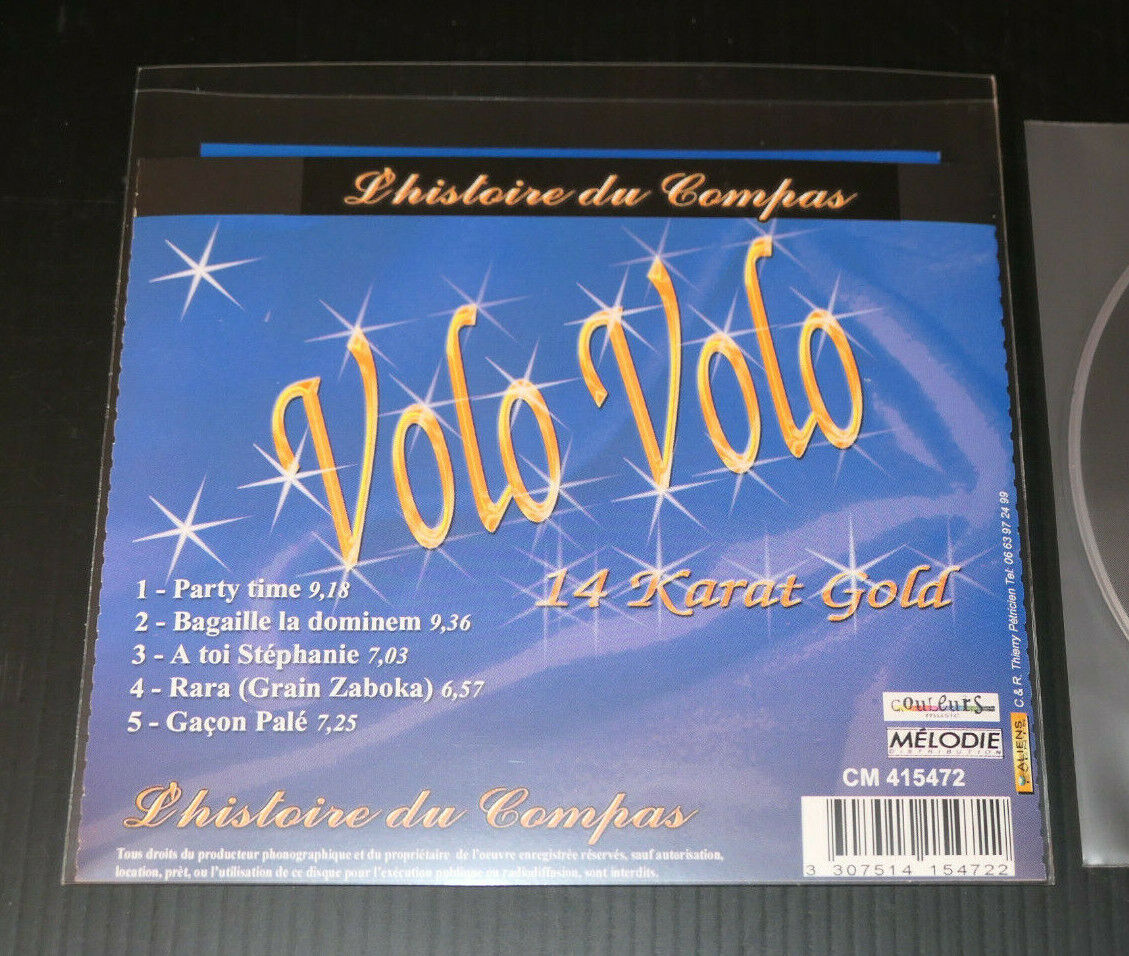 L'histoire du Compas
Volo Volo
14 Karat Gold
1 - Party time 9,18
2 - Bagaille la dominem 9,36
3 - A toi Stéphanie 7,03
4 - Rara (Grain Zaboka) 6,57
5 - Gaçon Palé 7,25
C & R. Thierry Pétricien Tel: 06 63 97 24 99
ALIENS
couleurs
MÉLODIE
DISTRIBUTION
CM 415472
L'histoire du Compas
Tous droits du producteur phonographique et du propriétaire de l'oeuvre enregistrée réservés, sauf autorisation,
location, prêt, ou l'utilisation de ce disque pour l'exécution publique ou radiodiffusion, sont interdits.
3 307514 154722